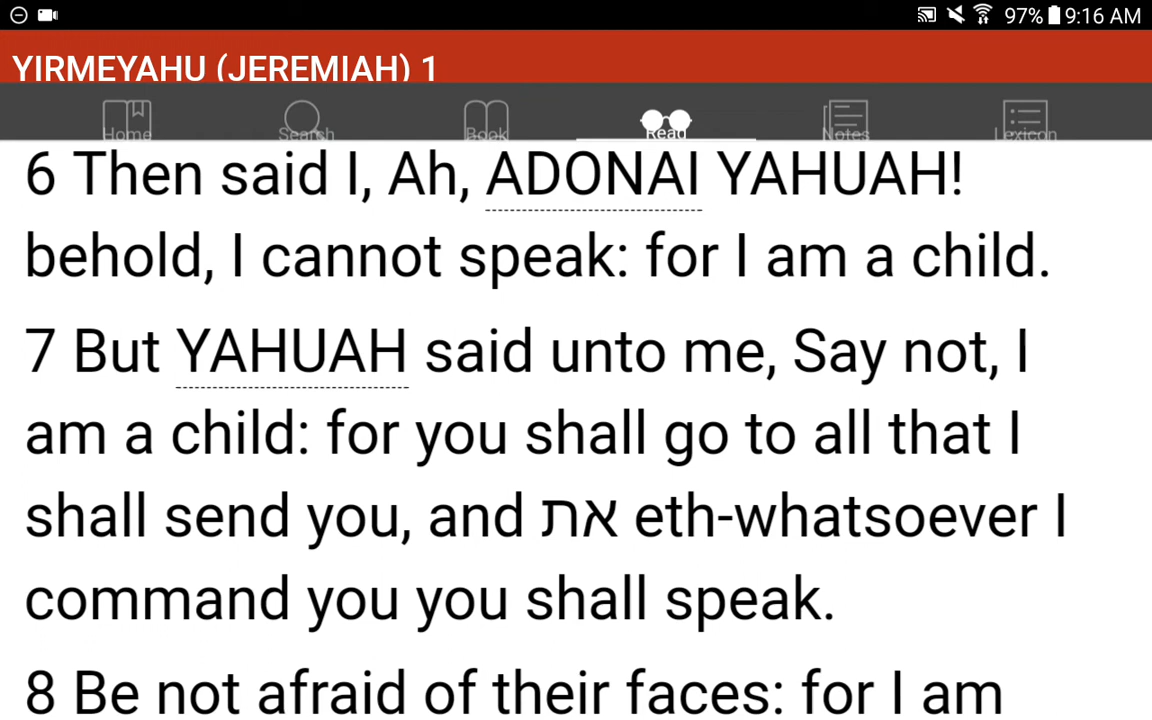 97% 9:16 AM
YIRMEYAHU (JEREMIAH) 1
Home Search Book Read Notes Lexicon
6 Then said I, Ah, ADONAI YAHUAH!
behold, I cannot speak: for I am a child.
7 But YAHUAH said unto me, Say not, I
am a child: for you shall go to all that I
shall send you, and את eth-whatsoever I
command you you shall speak.
8 Be not afraid of their faces: for I am